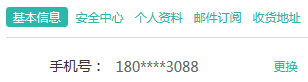 基本信息 安全中心 个人资料 邮件订阅 收货地址
手机号： 180****3088 更换